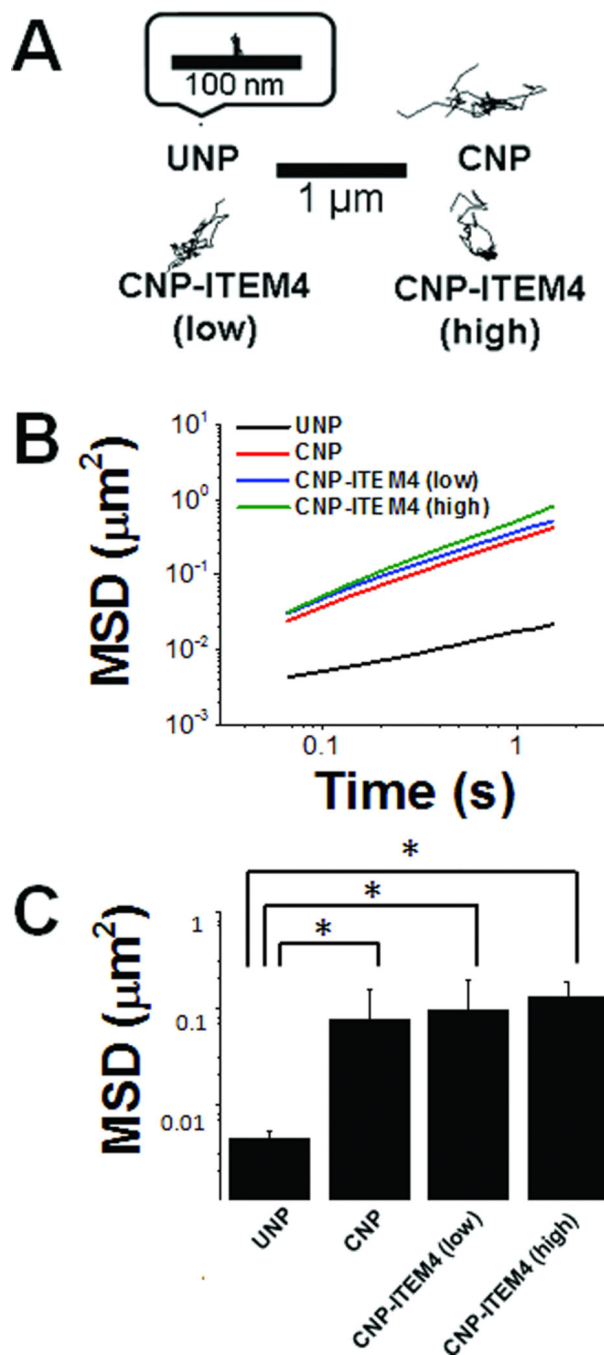 A
100 nm
UNP
CNP
1 μm
CNP-ITEM4
(low)
CNP-ITEM4
(high)
B
MSD (μm²)
10¹
10⁰
10⁻¹
10⁻²
10⁻³
UNP
CNP
CNP-ITEM4 (low)
CNP-ITEM4 (high)
0.1
1
Time (s)
C
MSD (μm²)
1
0.1
0.01
*
*
*
UNP
CNP
CNP-ITEM4 (low)
CNP-ITEM4 (high)